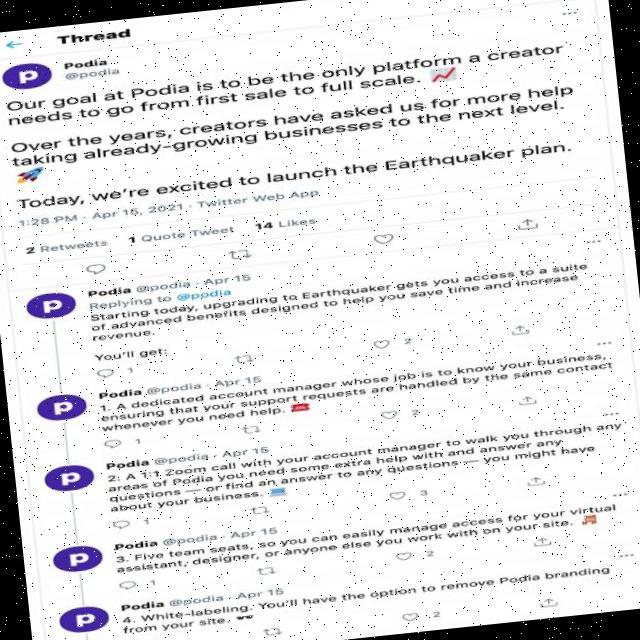 Thread
Podia
@podia
Our goal at Podia is to be the only platform a creator
needs to go from first sale to full scale. 📈
Over the years, creators have asked us for more help
taking already-growing businesses to the next level.
🚀
Today, we're excited to launch the Earthquaker plan.
1:28 PM · Apr 15, 2021 · Twitter Web App
2 Retweets 1 Quote Tweet 14 Likes
Podia @podia · Apr 15
Replying to @podia
Starting today, upgrading to Earthquaker gets you access to a suite
of advanced benefits designed to help you save time and increase
revenue.
You'll get:
1 2
Podia @podia · Apr 15
1. A dedicated account manager whose job is to know your business,
ensuring that your support requests are handled by the same contact
whenever you need help. ☎️
1 2
Podia @podia · Apr 15
2. A 1:1 Zoom call with your account manager to walk you through any
areas of Podia you need some extra help with and answer any
questions — or find an answer to any questions — you might have
about your business. 💻
1 3
Podia @podia · Apr 15
3. Five team seats, so you can easily manage access for your virtual
assistant, designer, or anyone else you work with on your site.
1 2
Podia @podia · Apr 15
4. White-labeling. You'll have the option to remove Podia branding
from your site. 🕶
2